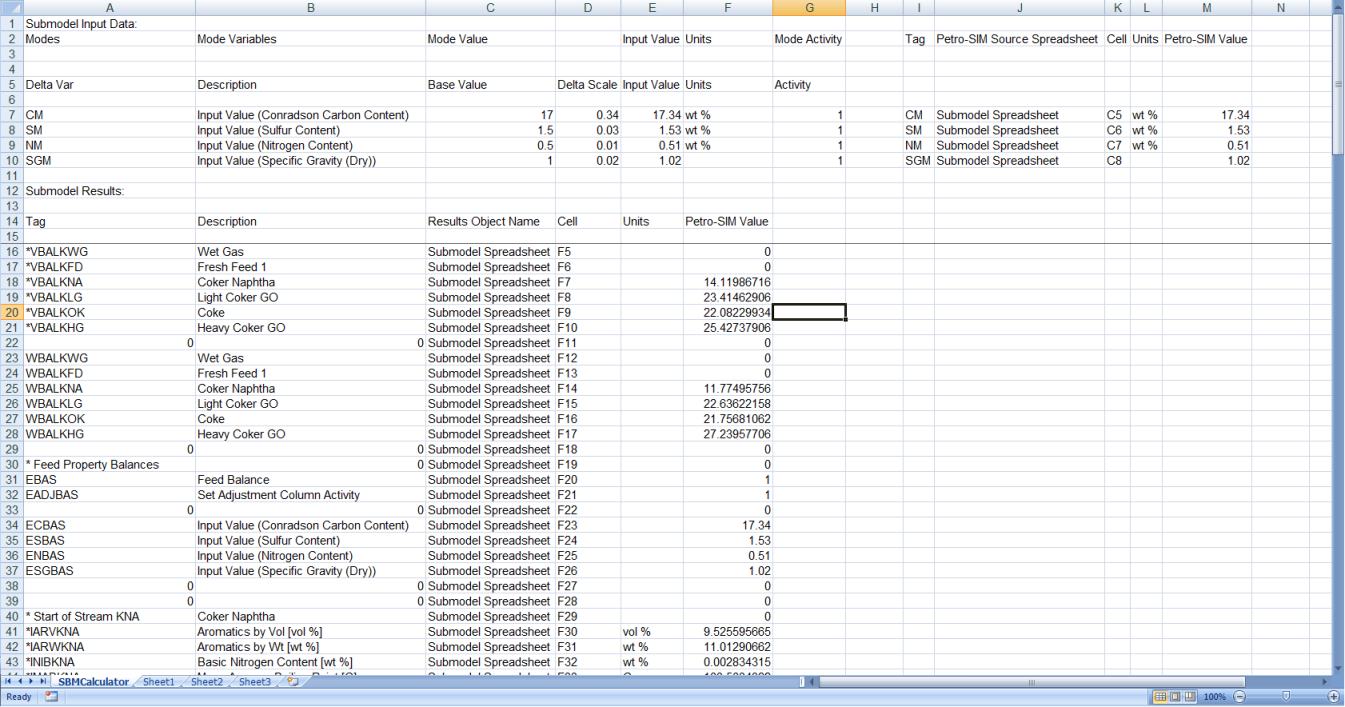 A B C D E F G H I J K L M N
1 Submodel Input Data:
2 Modes Mode Variables Mode Value Input Value Units Mode Activity Tag Petro-SIM Source Spreadsheet Cell Units Petro-SIM Value
3
4
5 Delta Var Description Base Value Delta Scale Input Value Units Activity
6
7 CM Input Value (Conradson Carbon Content) 17 0.34 17.34 wt % 1 CM Submodel Spreadsheet C5 wt % 17.34
8 SM Input Value (Sulfur Content) 1.5 0.03 1.53 wt % 1 SM Submodel Spreadsheet C6 wt % 1.53
9 NM Input Value (Nitrogen Content) 0.5 0.01 0.51 wt % 1 NM Submodel Spreadsheet C7 wt % 0.51
10 SGM Input Value (Specific Gravity (Dry)) 1 0.02 1.02 1 SGM Submodel Spreadsheet C8 1.02
11
12 Submodel Results:
13
14 Tag Description Results Object Name Cell Units Petro-SIM Value
15
16 *VBALKWG Wet Gas Submodel Spreadsheet F5 0
17 *VBALKFD Fresh Feed 1 Submodel Spreadsheet F6 0
18 *VBALKNA Coker Naphtha Submodel Spreadsheet F7 14.11986716
19 *VBALKLG Light Coker GO Submodel Spreadsheet F8 23.41462906
20 *VBALKOK Coke Submodel Spreadsheet F9 22.08229934
21 *VBALKHG Heavy Coker GO Submodel Spreadsheet F10 25.42737906
22 0 0 Submodel Spreadsheet F11 0
23 WBALKWG Wet Gas Submodel Spreadsheet F12 0
24 WBALKFD Fresh Feed 1 Submodel Spreadsheet F13 0
25 WBALKNA Coker Naphtha Submodel Spreadsheet F14 11.77495756
26 WBALKLG Light Coker GO Submodel Spreadsheet F15 22.63622158
27 WBALKOK Coke Submodel Spreadsheet F16 21.75681062
28 WBALKHG Heavy Coker GO Submodel Spreadsheet F17 27.23957706
29 0 0 Submodel Spreadsheet F18 0
30 * Feed Property Balances 0 Submodel Spreadsheet F19 0
31 EBAS Feed Balance Submodel Spreadsheet F20 1
32 EADJBAS Set Adjustment Column Activity Submodel Spreadsheet F21 1
33 0 0 Submodel Spreadsheet F22 0
34 ECBAS Input Value (Conradson Carbon Content) Submodel Spreadsheet F23 17.34
35 ESBAS Input Value (Sulfur Content) Submodel Spreadsheet F24 1.53
36 ENBAS Input Value (Nitrogen Content) Submodel Spreadsheet F25 0.51
37 ESGBAS Input Value (Specific Gravity (Dry)) Submodel Spreadsheet F26 1.02
38 0 0 Submodel Spreadsheet F27 0
39 0 0 Submodel Spreadsheet F28 0
40 * Start of Stream KNA Coker Naphtha Submodel Spreadsheet F29 0
41 *IARVKNA Aromatics by Vol [vol %] Submodel Spreadsheet F30 vol % 9.525595665
42 *IARWKNA Aromatics by Wt [wt %] Submodel Spreadsheet F31 wt % 11.01290662
43 *INIBKNA Basic Nitrogen Content [wt %] Submodel Spreadsheet F32 wt % 0.002834315
SBMCalculator Sheet1 Sheet2 Sheet3
Ready 100%